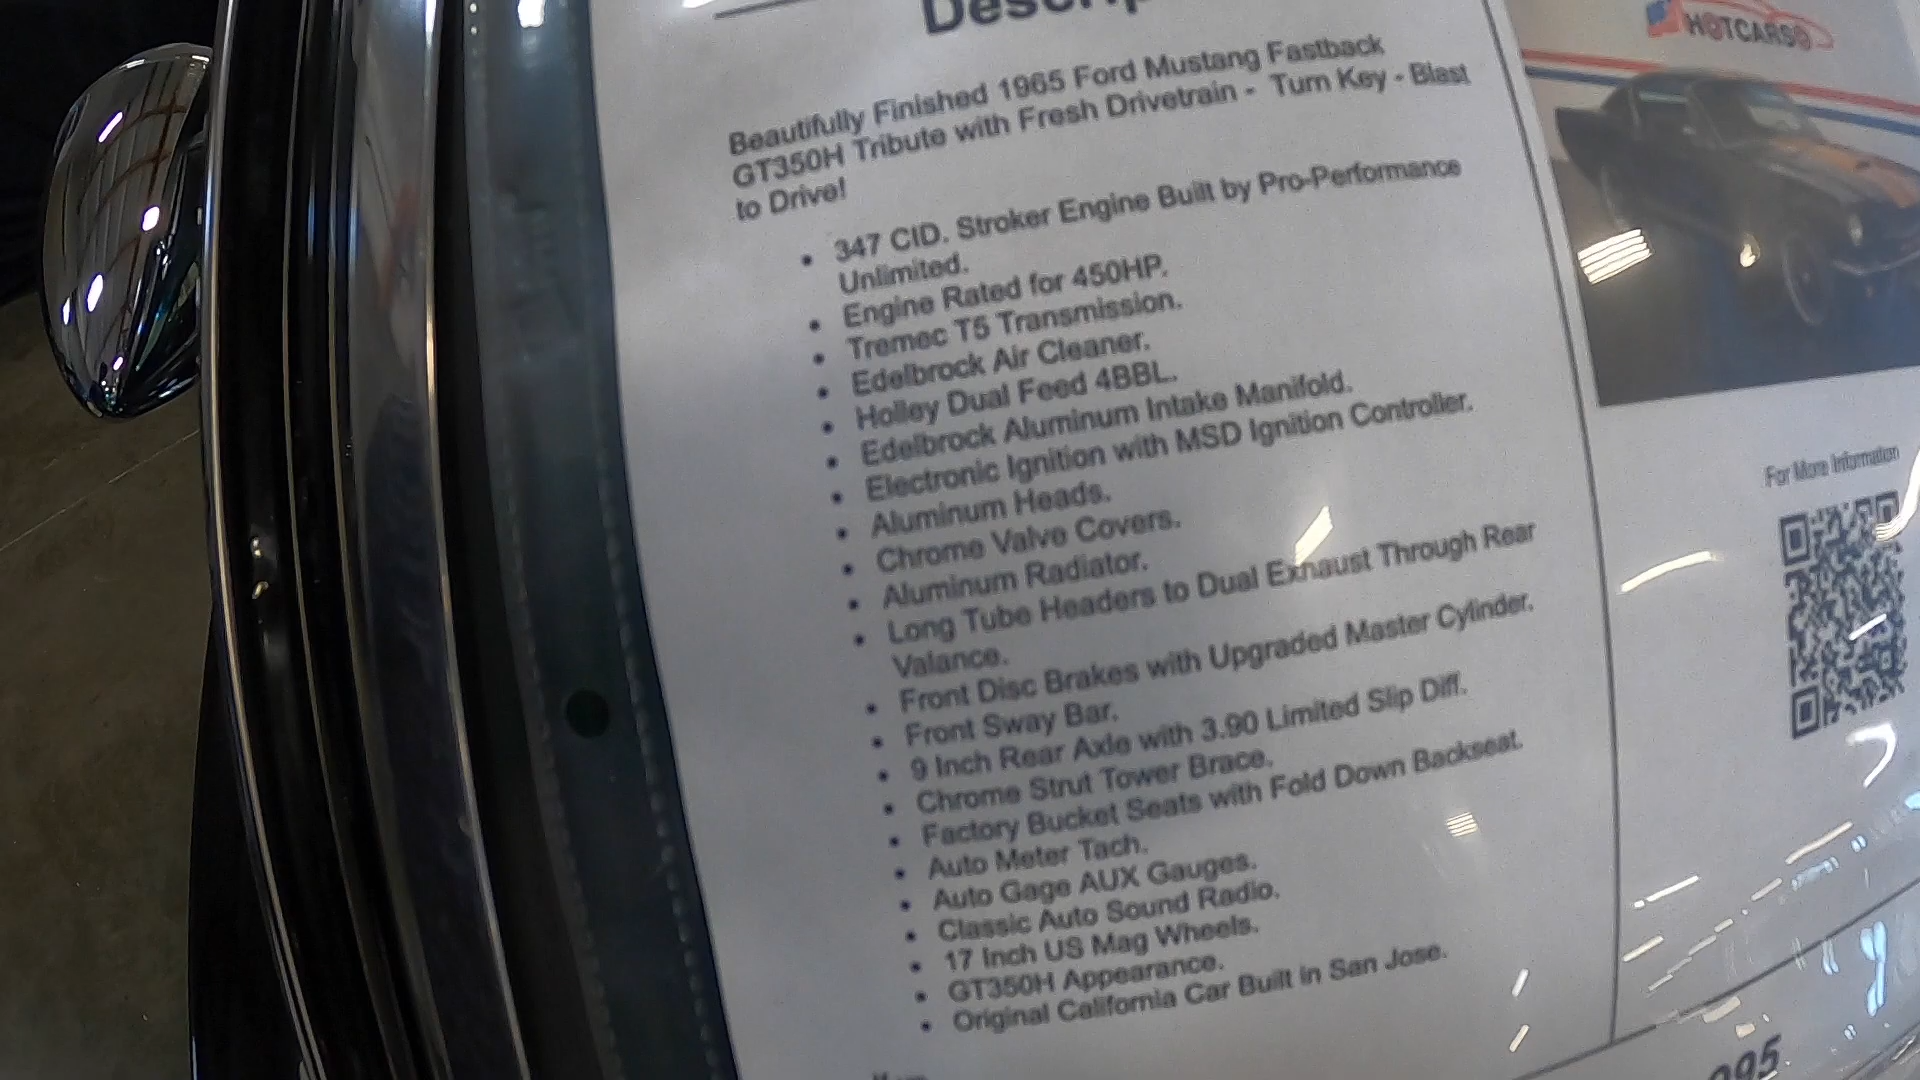 Beautifully Finished 1965 Ford Mustang Fastback
GT350H Tribute with Fresh Drivetrain - Turn Key - Blast
to Drive!
• 347 CID. Stroker Engine Built by Pro-Performance
Unlimited.
• Engine Rated for 450HP.
• Tremec T5 Transmission.
• Edelbrock Air Cleaner.
• Holley Dual Feed 4BBL.
• Edelbrock Aluminum Intake Manifold.
• Electronic Ignition with MSD Ignition Controller.
• Aluminum Heads.
• Chrome Valve Covers.
• Aluminum Radiator.
• Long Tube Headers to Dual Exhaust Through Rear
Valance.
• Front Disc Brakes with Upgraded Master Cylinder.
• Front Sway Bar.
• 9 Inch Rear Axle with 3.90 Limited Slip Diff.
• Chrome Strut Tower Brace.
• Factory Bucket Seats with Fold Down Backseat.
• Auto Meter Tach.
• Auto Gage AUX Gauges.
• Classic Auto Sound Radio.
• 17 Inch US Mag Wheels.
• GT350H Appearance.
• Original California Car Built in San Jose.
HOTCARS
For More Information
995